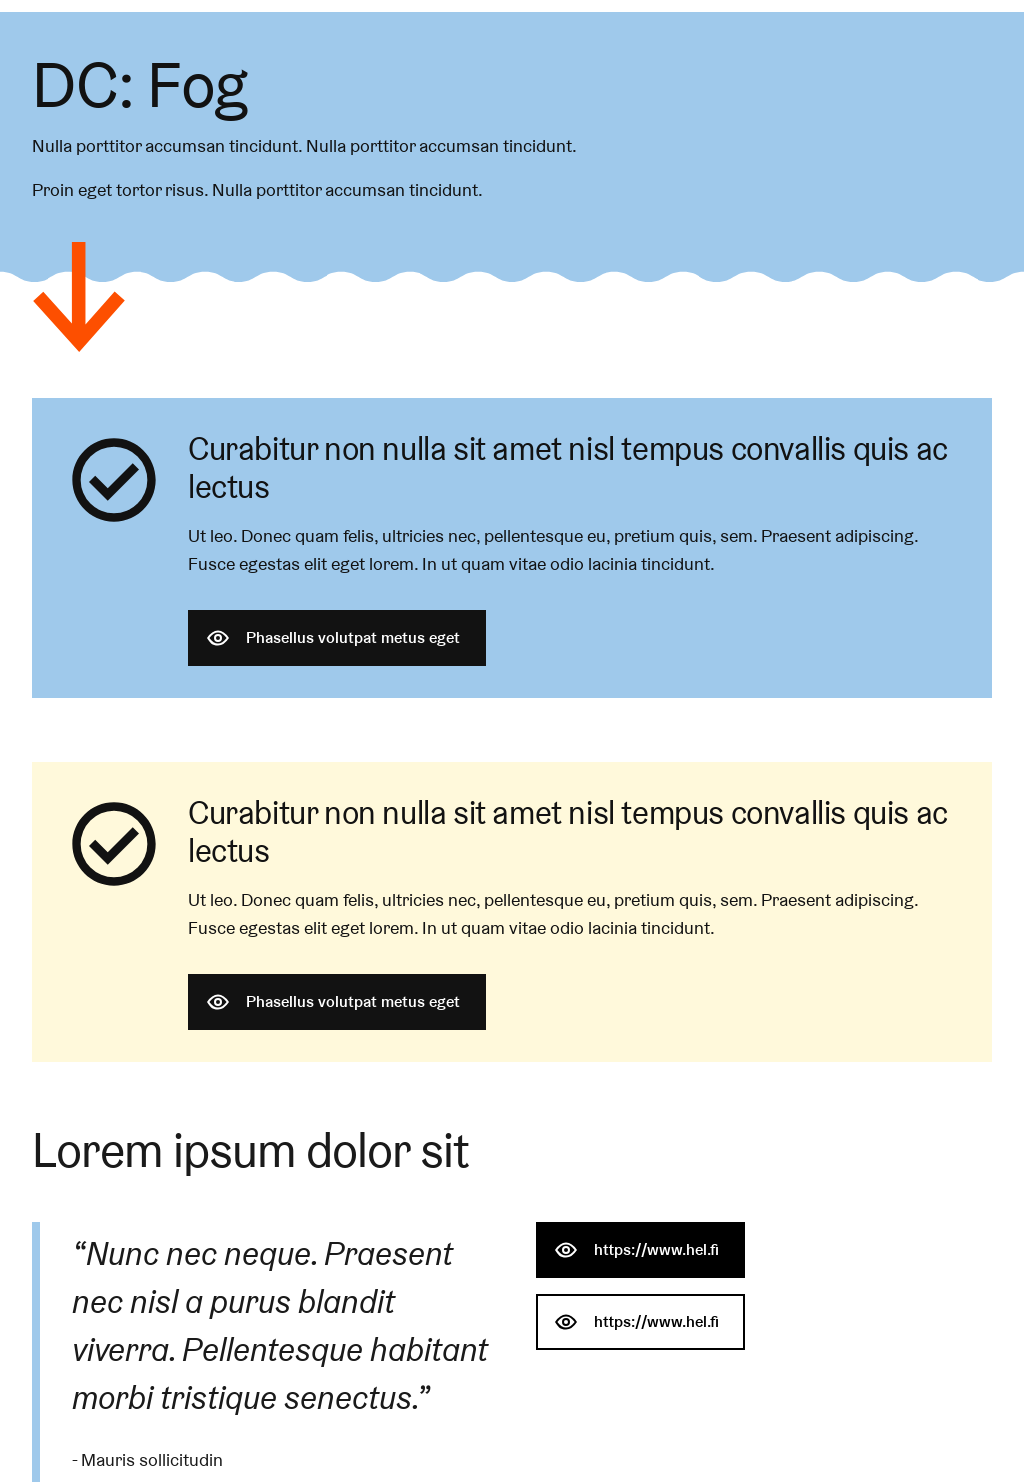 DC: Fog
Nulla porttitor accumsan tincidunt. Nulla porttitor accumsan tincidunt.
Proin eget tortor risus. Nulla porttitor accumsan tincidunt.
Curabitur non nulla sit amet nisl tempus convallis quis ac
lectus
Ut leo. Donec quam felis, ultricies nec, pellentesque eu, pretium quis, sem. Praesent adipiscing.
Fusce egestas elit eget lorem. In ut quam vitae odio lacinia tincidunt.
Phasellus volutpat metus eget
Curabitur non nulla sit amet nisl tempus convallis quis ac
lectus
Ut leo. Donec quam felis, ultricies nec, pellentesque eu, pretium quis, sem. Praesent adipiscing.
Fusce egestas elit eget lorem. In ut quam vitae odio lacinia tincidunt.
Phasellus volutpat metus eget
Lorem ipsum dolor sit
“Nunc nec neque. Praesent
nec nisl a purus blandit
viverra. Pellentesque habitant
morbi tristique senectus.”
- Mauris sollicitudin
https://www.hel.fi
https://www.hel.fi